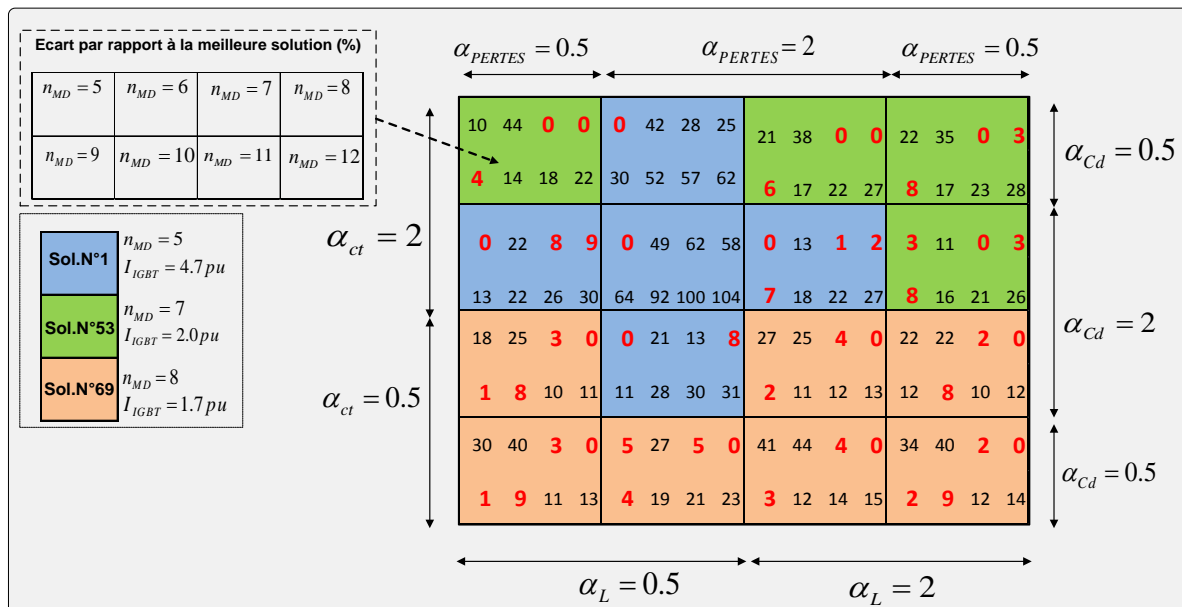 Ecart par rapport à la meilleure solution (%)
n_MD = 5 n_MD = 6 n_MD = 7 n_MD = 8
n_MD = 9 n_MD = 10 n_MD = 11 n_MD = 12
Sol.N°1 n_MD = 5
I_IGBT = 4.7 pu
Sol.N°53 n_MD = 7
I_IGBT = 2.0 pu
Sol.N°69 n_MD = 8
I_IGBT = 1.7 pu
α_PERTES = 0.5 α_PERTES = 2 α_PERTES = 0.5
10 44 0 0 0 42 28 25 21 38 0 0 22 35 0 3
4 14 18 22 30 52 57 62 6 17 22 27 8 17 23 28
α_Cd = 0.5
α_ct = 2
0 22 8 9 0 49 62 58 0 13 1 2 3 11 0 3
13 22 26 30 64 92 100 104 7 18 22 27 8 16 21 26
α_Cd = 2
18 25 3 0 0 21 13 8 27 25 4 0 22 22 2 0
1 8 10 11 11 28 30 31 2 11 12 13 12 8 10 12
α_ct = 0.5
30 40 3 0 5 27 5 0 41 44 4 0 34 40 2 0
1 9 11 13 4 19 21 23 3 12 14 15 2 9 12 14
α_Cd = 0.5
α_L = 0.5 α_L = 2